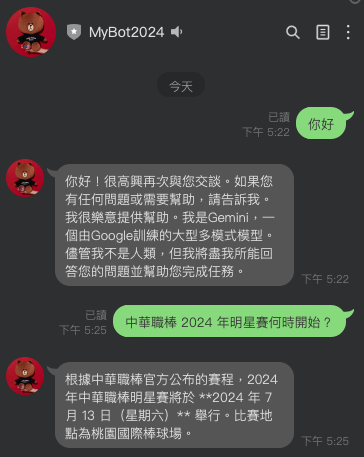 MyBot2024
今天
已讀
下午 5:22
你好
你好！很高興再次與您交談。如果您
有任何問題或需要幫助，請告訴我。
我很樂意提供幫助。我是Gemini，一
個由Google訓練的大型多模式模型。
儘管我不是人類，但我將盡我所能回
答您的問題並幫助您完成任務。
下午 5:22
已讀
下午 5:25
中華職棒 2024 年明星賽何時開始？
根據中華職棒官方公布的賽程，2024
年中華職棒明星賽將於 **2024 年 7
月 13 日（星期六）** 舉行。比賽地
點為桃園國際棒球場。
下午 5:25